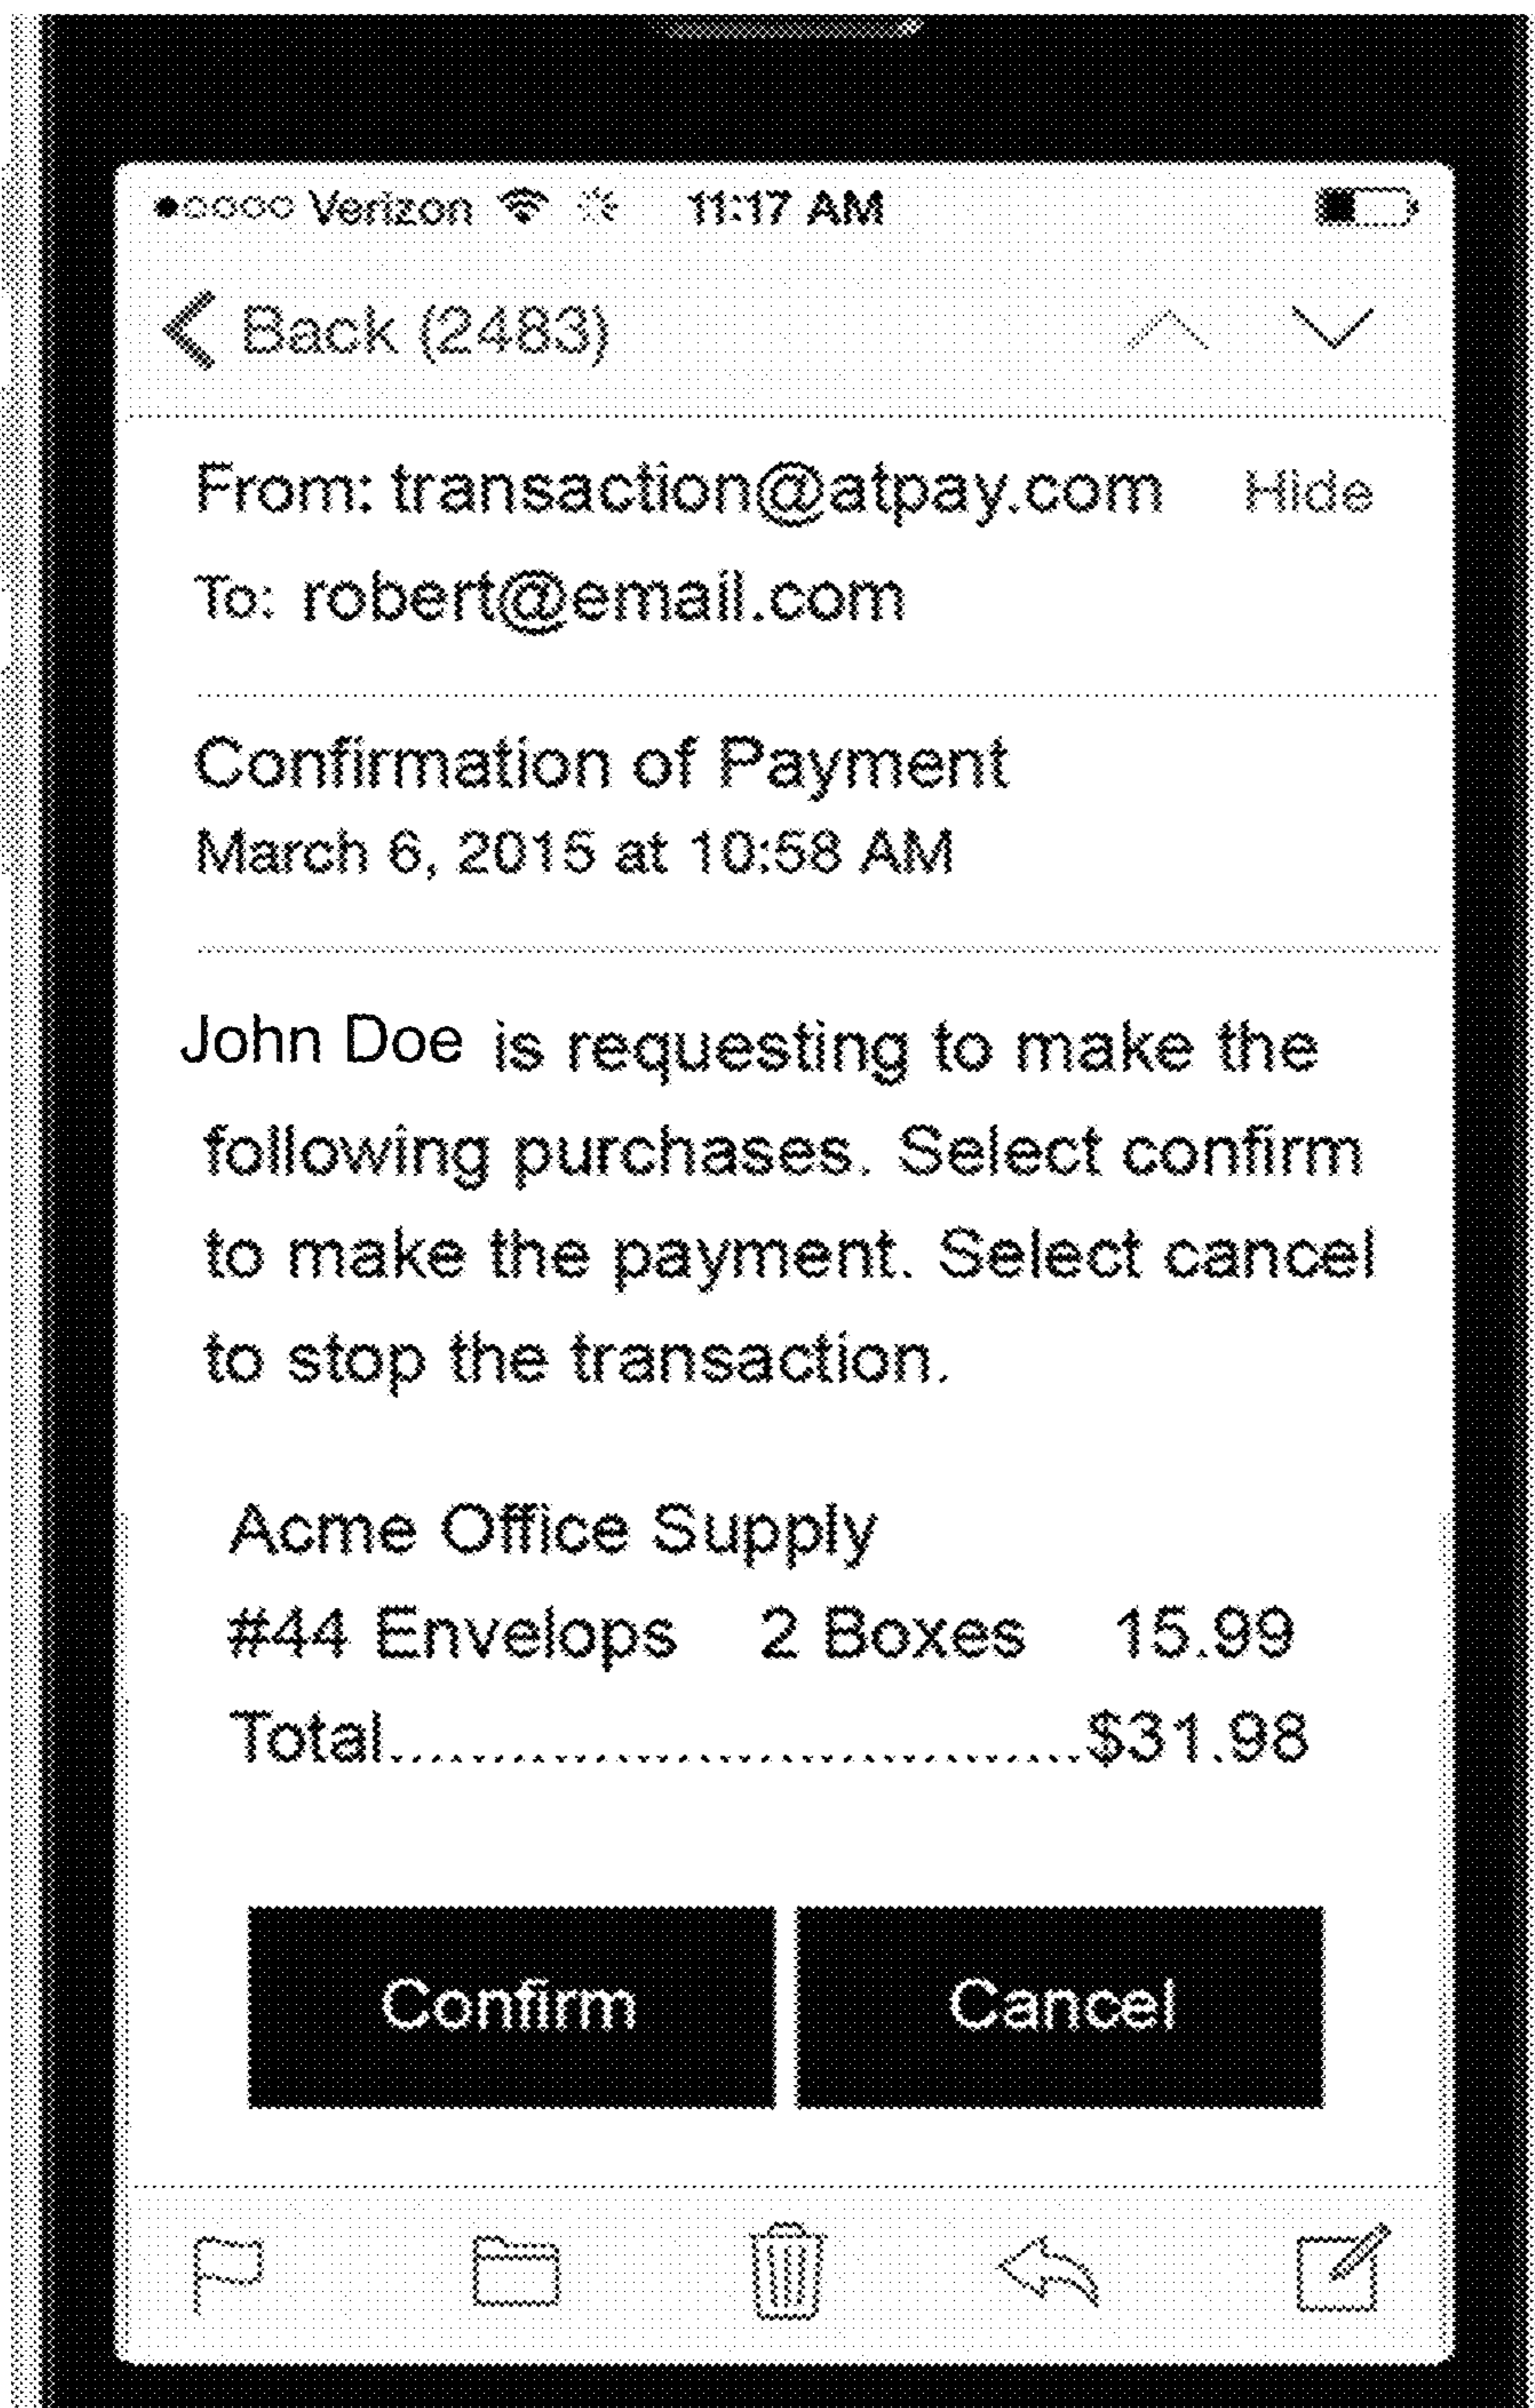 Verizon 11:17 AM
Back (2483)
From: transaction@atpay.com Hide
To: robert@email.com
Confirmation of Payment
March 6, 2015 at 10:58 AM
John Doe is requesting to make the
following purchases. Select confirm
to make the payment. Select cancel
to stop the transaction.
Acme Office Supply
#44 Envelops 2 Boxes 15.99
Total..............................$31.98
Confirm Cancel